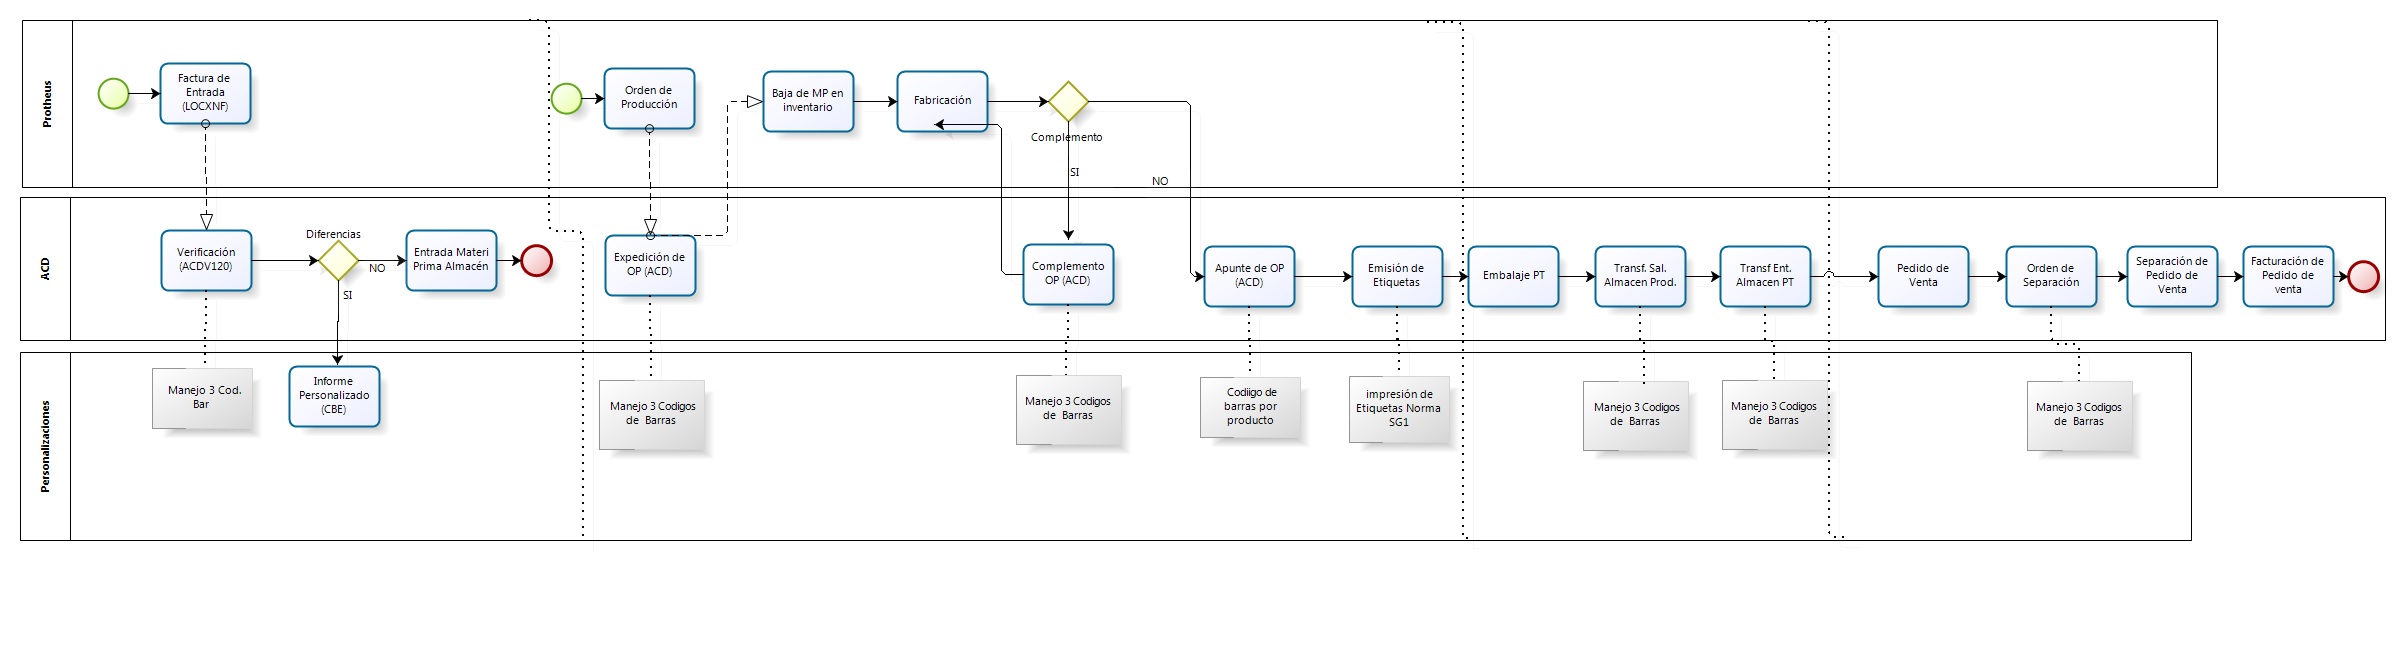 Protheus
Factura de
Entrada
(LOCXNF)
Orden de
Producción
Baja de MP en
inventario
Fabricación
Complemento
SI
NO
ACD
Verificación
(ACDV120)
Diferencias
NO
SI
Entrada Materi
Prima Almacén
Expedición de
OP (ACD)
Complemento
OP (ACD)
Apunte de OP
(ACD)
Emisión de
Etiquetas
Embalaje PT
Transf. Sal.
Almacen Prod.
Transf Ent.
Almacen PT
Pedido de
Venta
Orden de
Separación
Separación de
Pedido de
Venta
Facturación de
Pedido de
venta
Personalizaciones
Manejo 3 Cod.
Bar
Informe
Personalizado
(CBE)
Manejo 3 Codigos
de Barras
Manejo 3 Codigos
de Barras
Codiigo de
barras por
producto
impresión de
Etiquetas Norma
SG1
Manejo 3 Codigos
de Barras
Manejo 3 Codigos
de Barras
Manejo 3 Codigos
de Barras